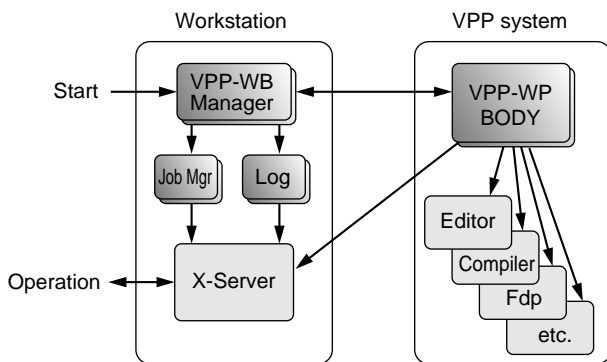 Workstation
VPP system
Start
VPP-WB
Manager
VPP-WP
BODY
Job Mgr
Log
Editor
Compiler
Fdp
etc.
Operation
X-Server